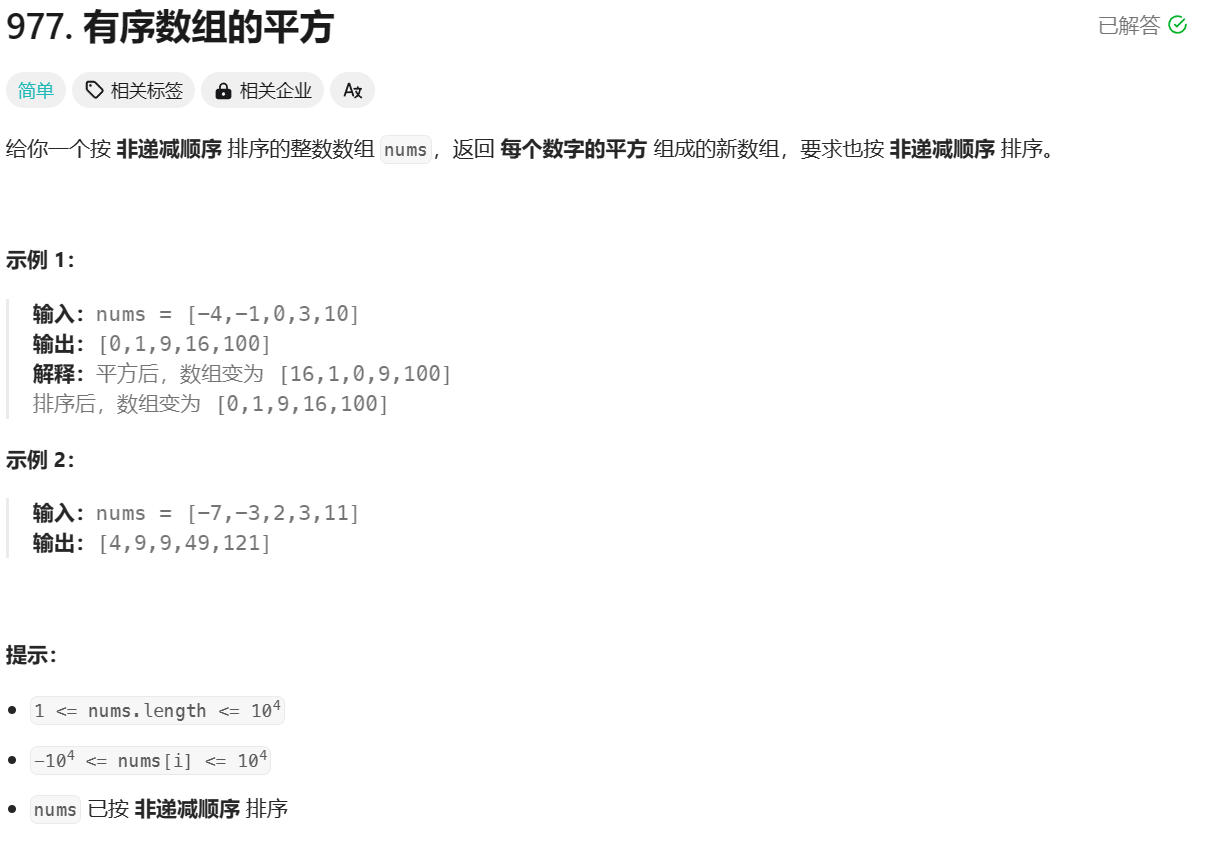 977. 有序数组的平方
已解答
简单 相关标签 相关企业 Aを
给你一个按 非递减顺序 排序的整数数组 nums，返回 每个数字的平方 组成的新数组，要求也按 非递减顺序 排序。
示例 1：
输入：nums = [-4,-1,0,3,10]
输出：[0,1,9,16,100]
解释：平方后，数组变为 [16,1,0,9,100]
排序后，数组变为 [0,1,9,16,100]
示例 2：
输入：nums = [-7,-3,2,3,11]
输出：[4,9,9,49,121]
提示：
• 1 <= nums.length <= 10⁴
• -10⁴ <= nums[i] <= 10⁴
• nums 已按 非递减顺序 排序